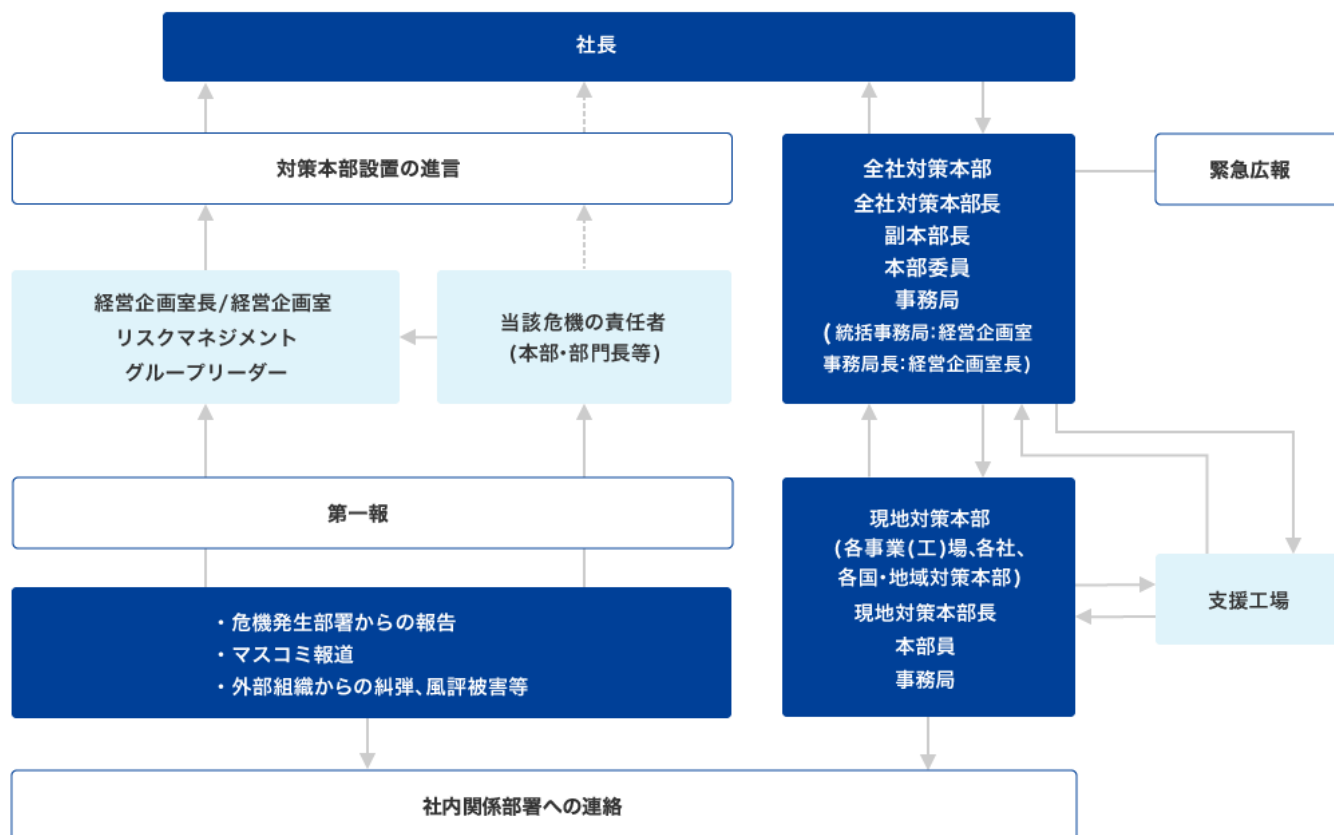 社長
対策本部設置の進言
全社対策本部
全社対策本部長
副本部長
本部委員
事務局
(統括事務局:経営企画室
事務局長:経営企画室長)
緊急広報
経営企画室長/経営企画室
リスクマネジメント
グループリーダー
当該危機の責任者
(本部・部門長等)
第一報
現地対策本部
(各事業(工)場、各社、
各国・地域対策本部)
現地対策本部長
本部員
事務局
支援工場
・危機発生部署からの報告
・マスコミ報道
・外部組織からの糾弾、風評被害等
社内関係部署への連絡